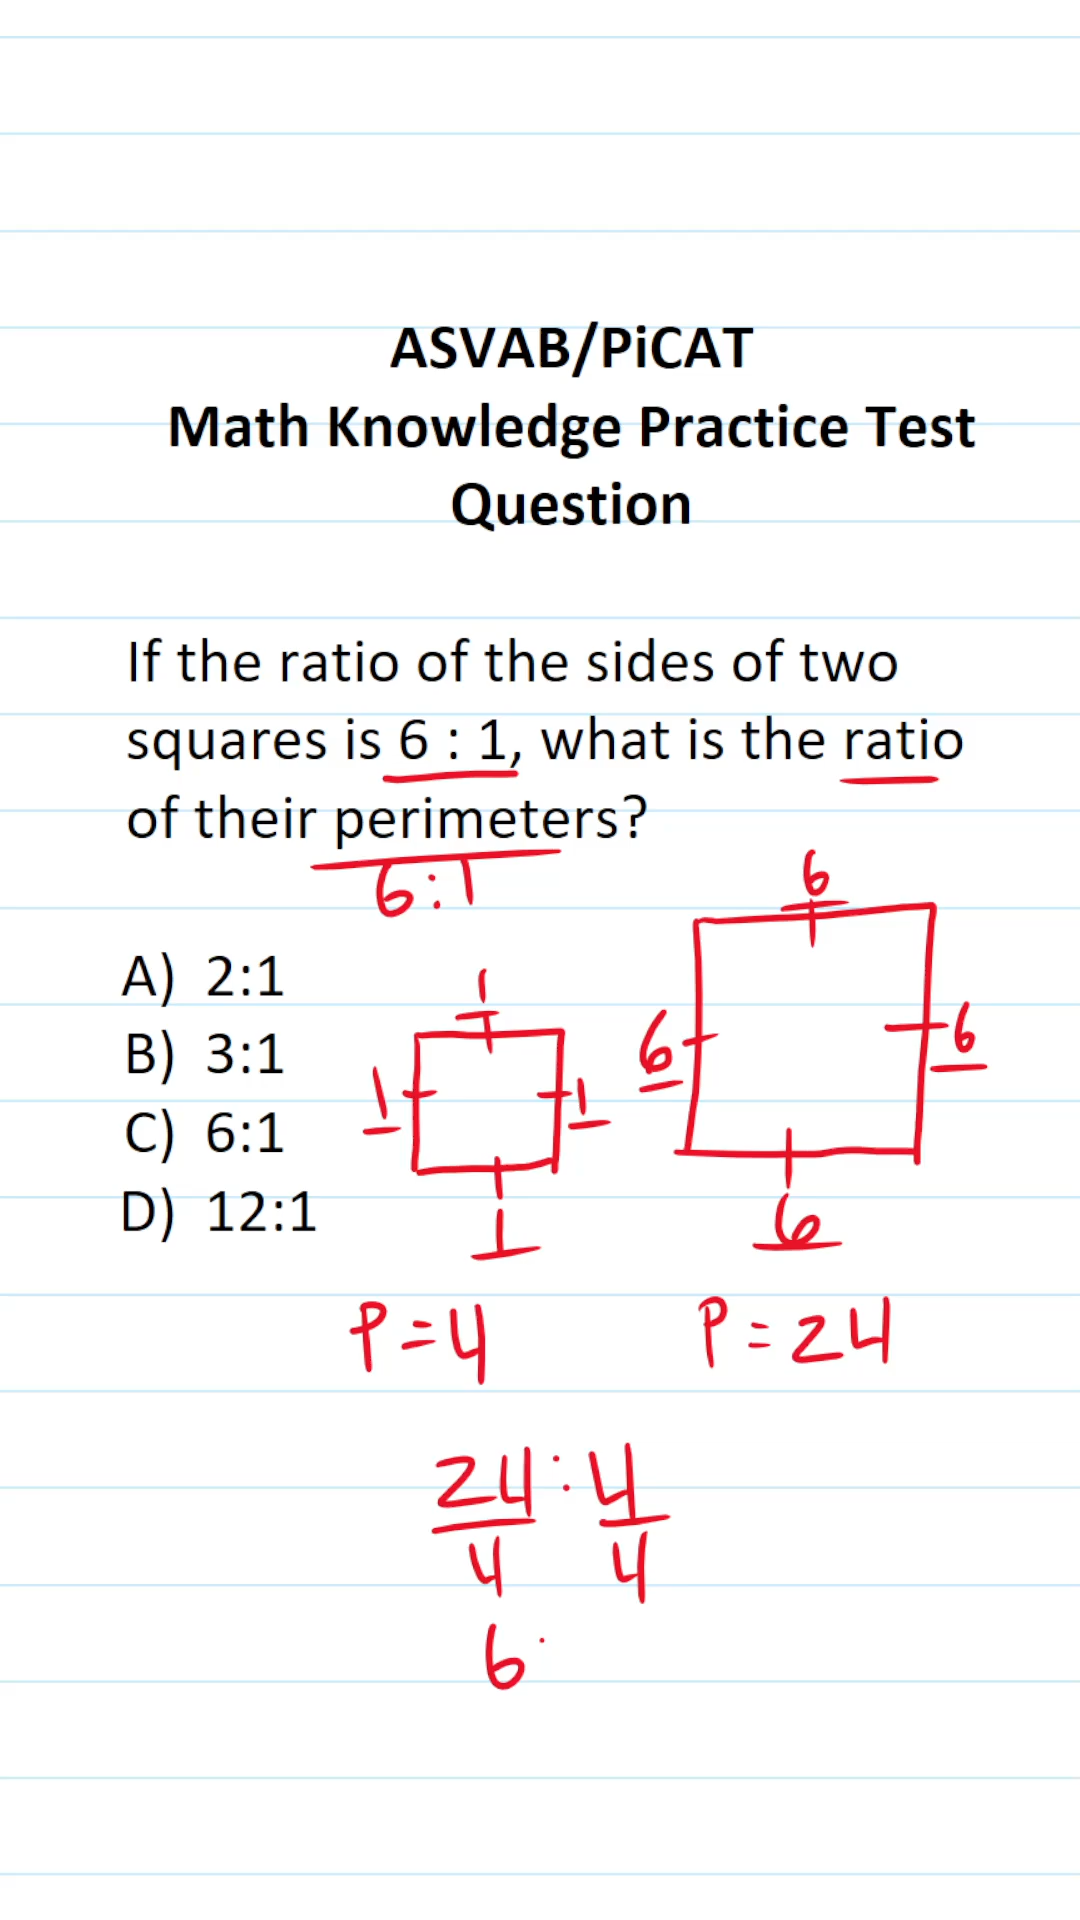 ASVAB/PiCAT
Math Knowledge Practice Test
Question
If the ratio of the sides of two
squares is 6 : 1, what is the ratio
of their perimeters?
6:1
A) 2:1
B) 3:1
C) 6:1
D) 12:1
1
1
1
1
6
6
6
6
P=4
P=24
24:4
4 4
6: